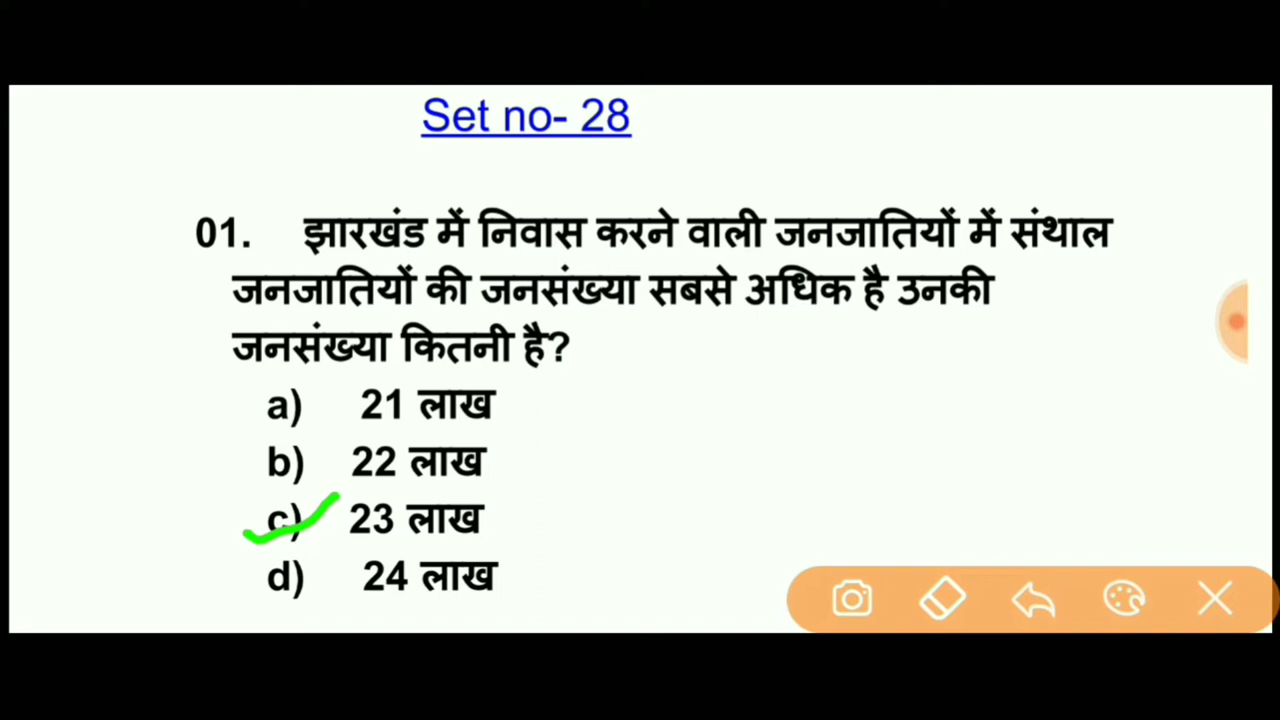 Set no- 28
01. झारखंड में निवास करने वाली जनजातियों में संथाल
जनजातियों की जनसंख्या सबसे अधिक है उनकी
जनसंख्या कितनी है?
a) 21 लाख
b) 22 लाख
c) 23 लाख
d) 24 लाख